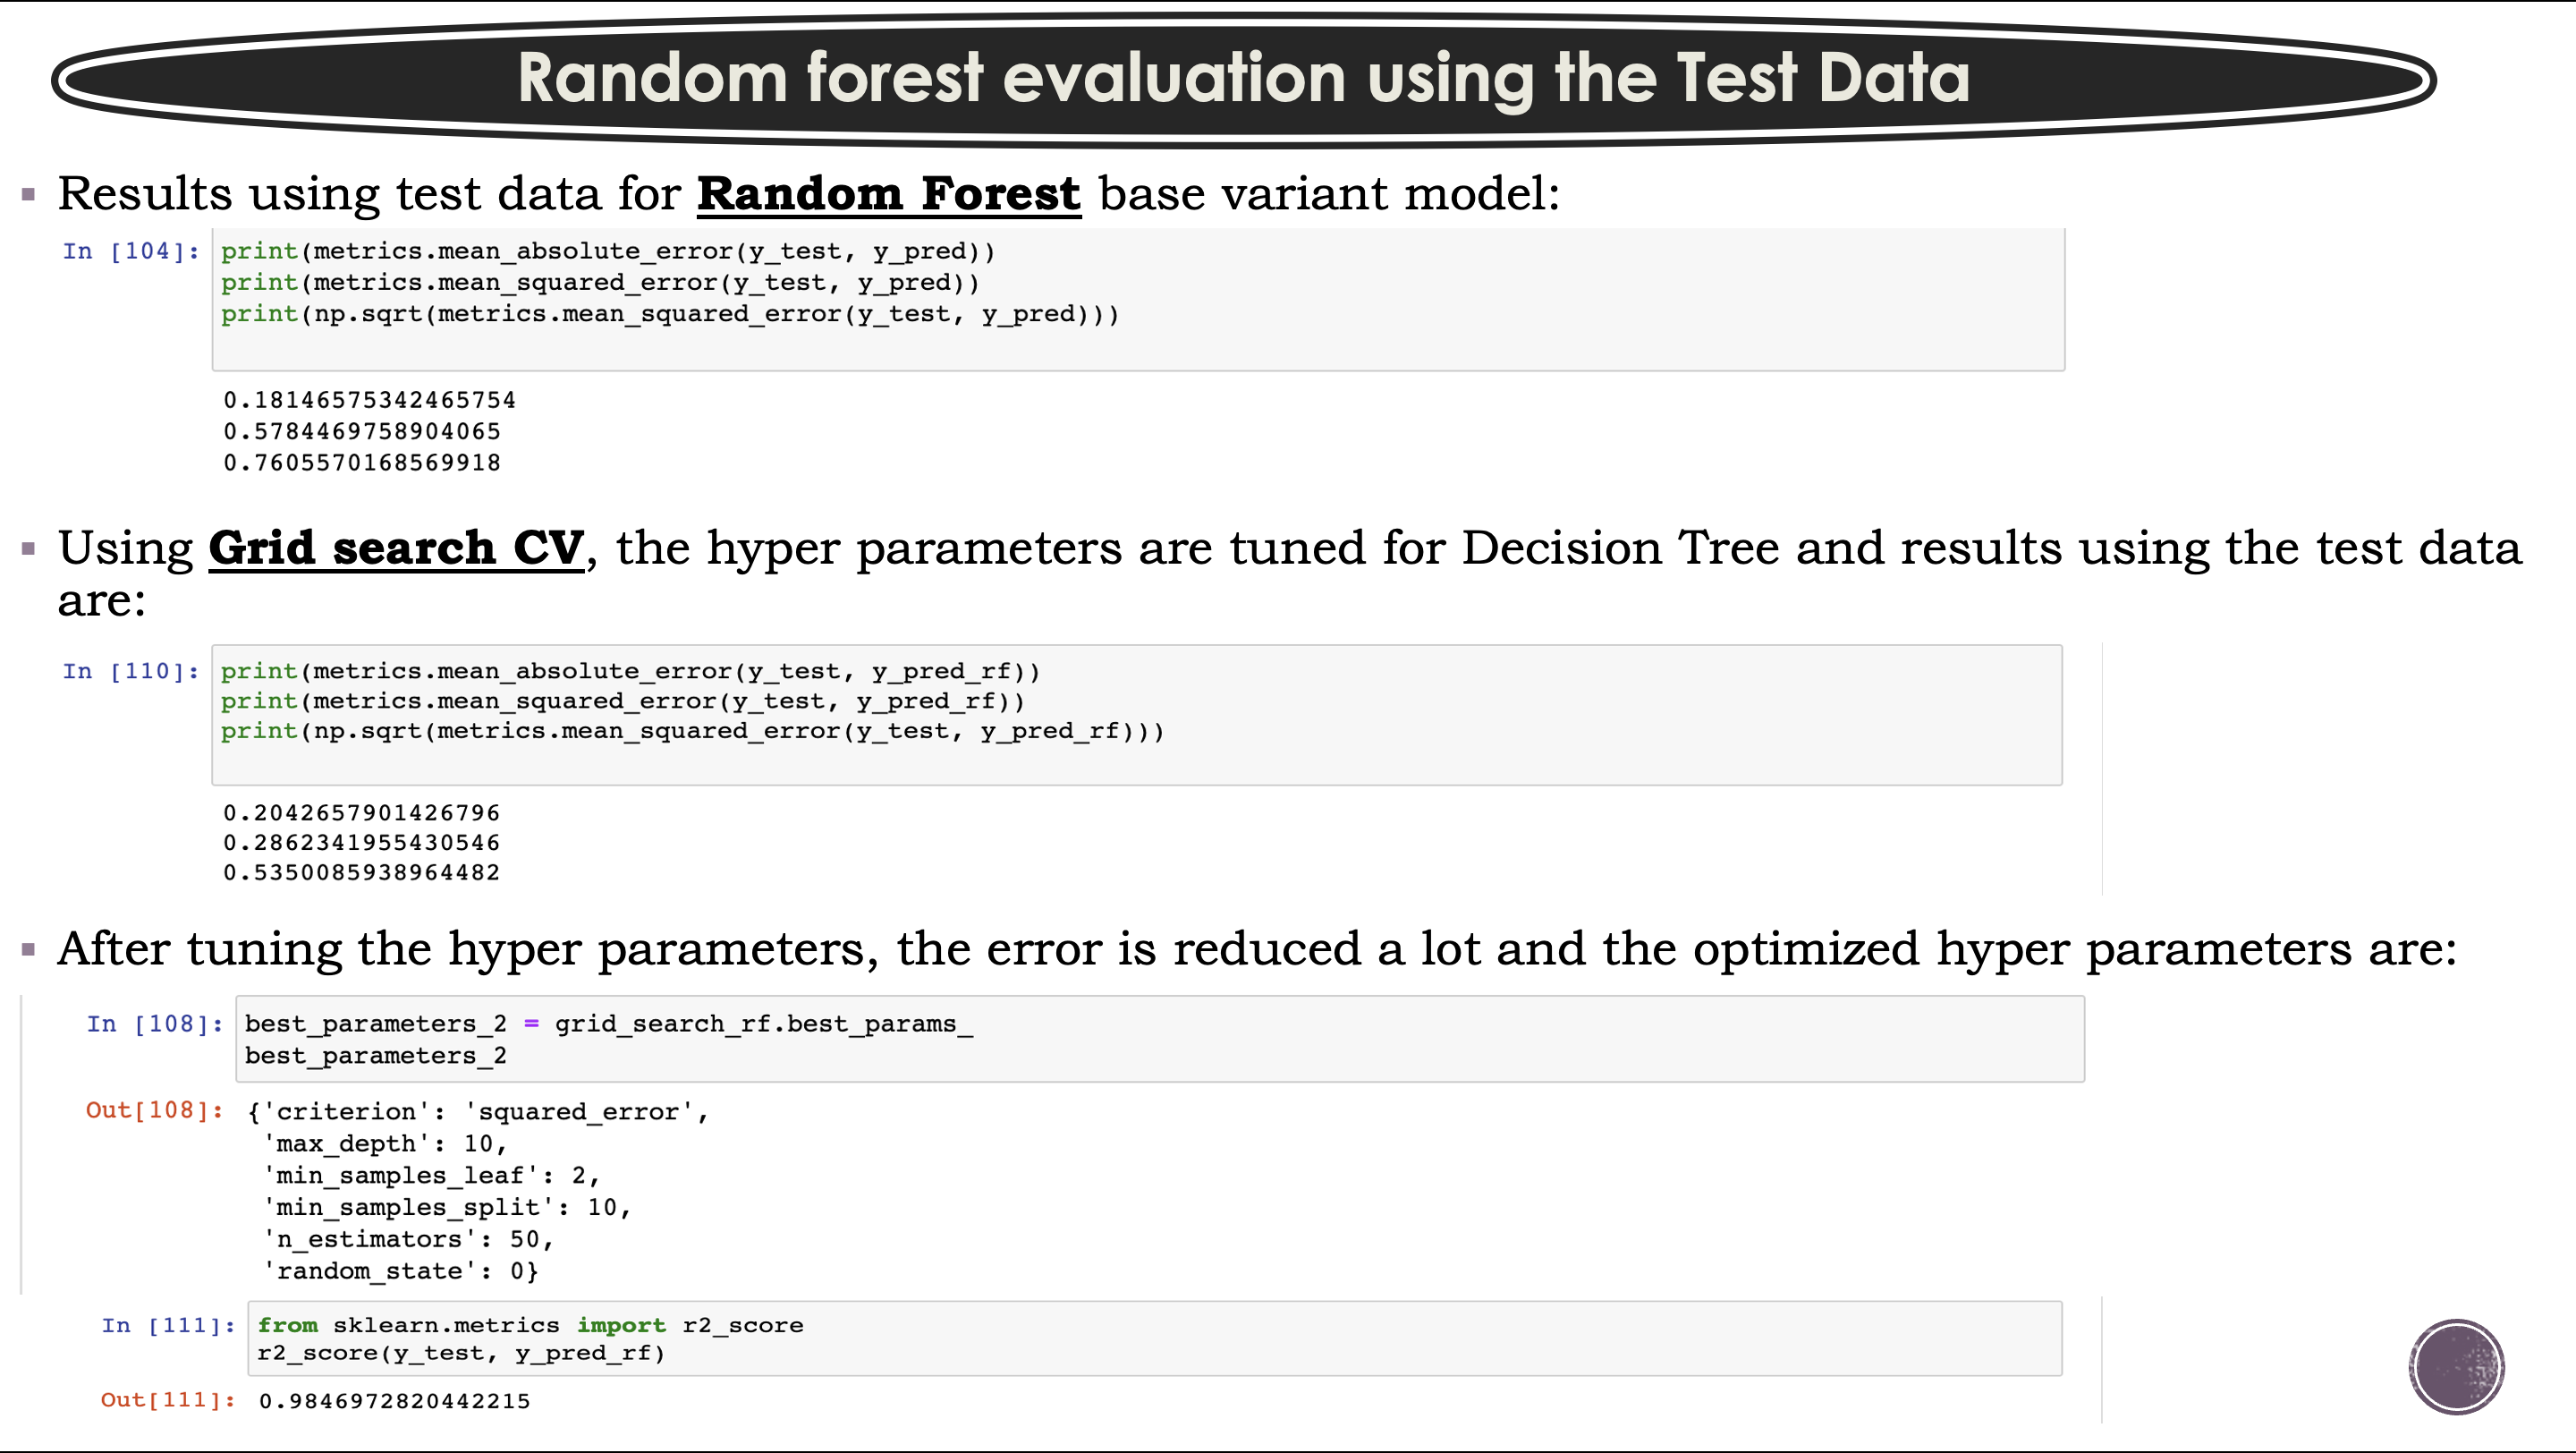 Random forest evaluation using the Test Data
▪ Results using test data for Random Forest base variant model:
In [104]: print(metrics.mean_absolute_error(y_test, y_pred))
print(metrics.mean_squared_error(y_test, y_pred))
print(np.sqrt(metrics.mean_squared_error(y_test, y_pred)))
0.18146575342465754
0.5784469758904065
0.7605570168569918
▪ Using Grid search CV, the hyper parameters are tuned for Decision Tree and results using the test data
are:
In [110]: print(metrics.mean_absolute_error(y_test, y_pred_rf))
print(metrics.mean_squared_error(y_test, y_pred_rf))
print(np.sqrt(metrics.mean_squared_error(y_test, y_pred_rf)))
0.2042657901426796
0.2862341955430546
0.5350085938964482
▪ After tuning the hyper parameters, the error is reduced a lot and the optimized hyper parameters are:
In [108]: best_parameters_2 = grid_search_rf.best_params_
best_parameters_2
Out[108]: {'criterion': 'squared_error',
'max_depth': 10,
'min_samples_leaf': 2,
'min_samples_split': 10,
'n_estimators': 50,
'random_state': 0}
In [111]: from sklearn.metrics import r2_score
r2_score(y_test, y_pred_rf)
Out[111]: 0.9846972820442215